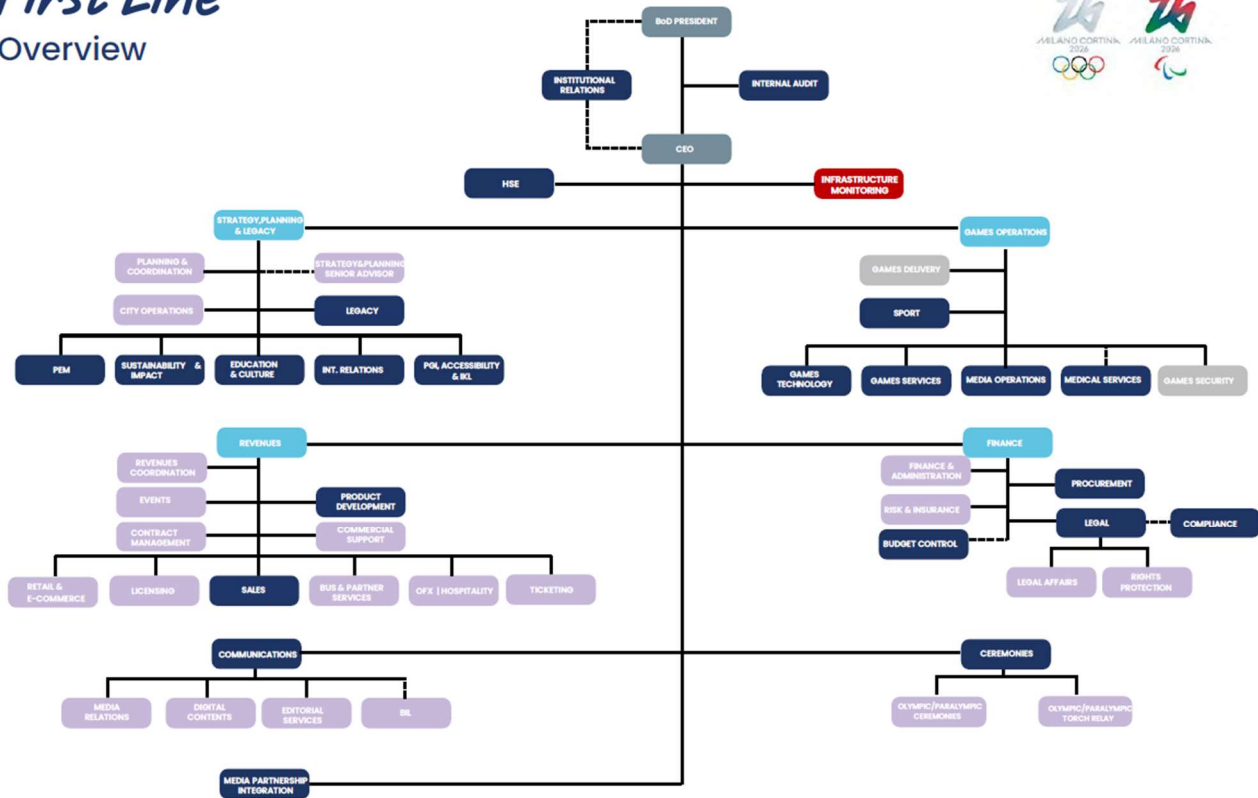 First Line
Overview
MILANO CORTINA
2026
MILANO CORTINA
2026
BoD PRESIDENT
INSTITUTIONAL
RELATIONS
INTERNAL AUDIT
CEO
HSE
INFRASTRUCTURE
MONITORING
STRATEGY,PLANNING
& LEGACY
GAMES OPERATIONS
PLANNING &
COORDINATION
STRATEGY&PLANNING
SENIOR ADVISOR
GAMES DELIVERY
CITY OPERATIONS
LEGACY
SPORT
PEM
SUSTAINABILITY &
IMPACT
EDUCATION
& CULTURE
INT. RELATIONS
PGI, ACCESSIBILITY
& IKL
GAMES
TECHNOLOGY
GAMES SERVICES
MEDIA OPERATIONS
MEDICAL SERVICES
GAMES SECURITY
REVENUES
FINANCE
REVENUES
COORDINATION
FINANCE &
ADMINISTRATION
PROCUREMENT
EVENTS
PRODUCT
DEVELOPMENT
RISK & INSURANCE
LEGAL
COMPLIANCE
CONTRACT
MANAGEMENT
COMMERCIAL
SUPPORT
BUDGET CONTROL
RETAIL &
E-COMMERCE
LICENSING
SALES
BUS & PARTNER
SERVICES
OFX | HOSPITALITY
TICKETING
LEGAL AFFAIRS
RIGHTS
PROTECTION
COMMUNICATIONS
CEREMONIES
MEDIA
RELATIONS
DIGITAL
CONTENTS
EDITORIAL
SERVICES
BIL
OLYMPIC/PARALYMPIC
CEREMONIES
OLYMPIC/PARALYMPIC
TORCH RELAY
MEDIA PARTNERSHIP
INTEGRATION